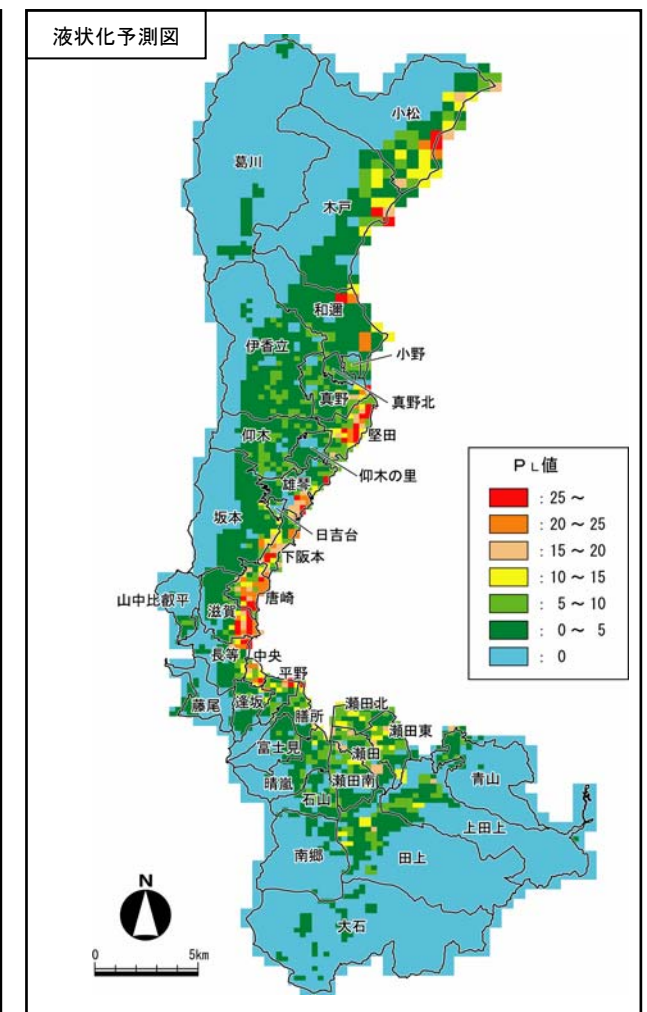 液状化予測図
小松
葛川
木戸
和邇
伊香立
小野
真野北
真野
堅田
仰木
仰木の里
雄琴
坂本
日吉台
下阪本
山中比叡平
唐崎
滋賀
長等
中央
平野
藤尾
逢坂
膳所
瀬田北
瀬田東
富士見
瀬田
晴嵐
瀬田南
石山
青山
上田上
南郷
田上
大石
PL値
: 25～
: 20～25
: 15～20
: 10～15
: 5～10
: 0～ 5
: 0
N
0 5km